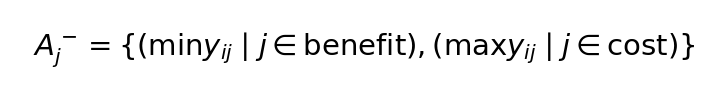 A_j^- = {(miny_ij | j ∈ benefit), (maxy_ij | j ∈ cost)}